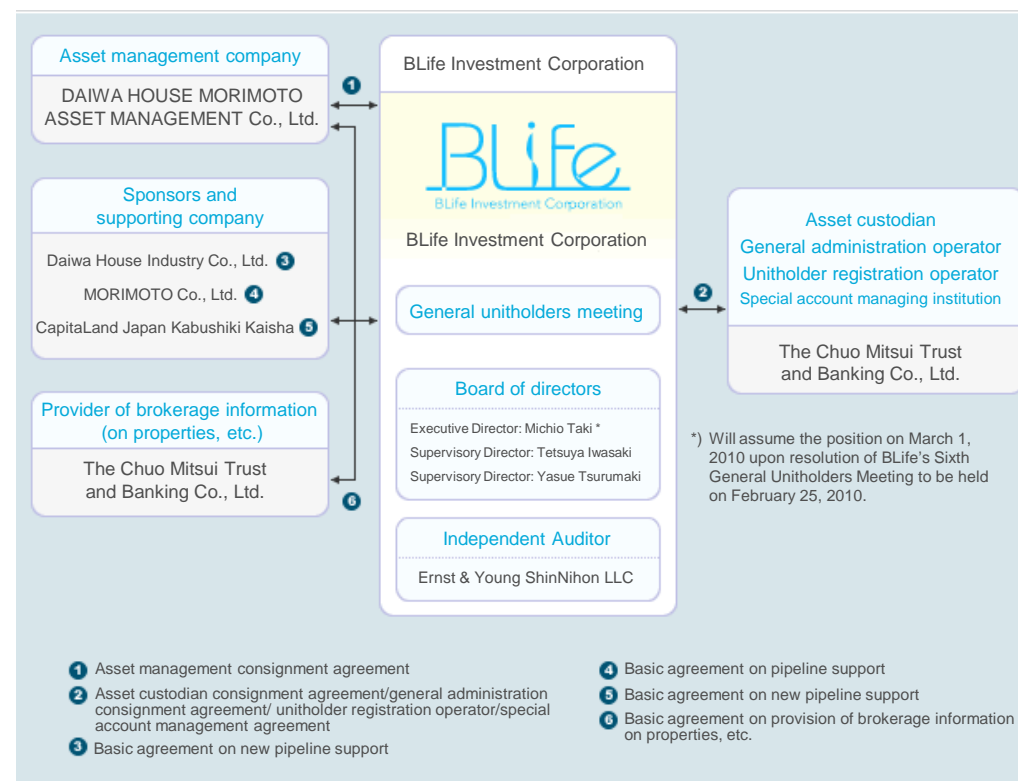 Asset management company
DAIWA HOUSE MORIMOTO
ASSET MANAGEMENT Co., Ltd.
1
Sponsors and
supporting company
Daiwa House Industry Co., Ltd. 3
MORIMOTO Co., Ltd. 4
CapitaLand Japan Kabushiki Kaisha 5
Provider of brokerage information
(on properties, etc.)
The Chuo Mitsui Trust
and Banking Co., Ltd.
6
BLife Investment Corporation
BLife
BLife Investment Corporation
BLife Investment Corporation
General unitholders meeting
Board of directors
Executive Director: Michio Taki *
Supervisory Director: Tetsuya Iwasaki
Supervisory Director: Yasue Tsurumaki
Independent Auditor
Ernst & Young ShinNihon LLC
2
Asset custodian
General administration operator
Unitholder registration operator
Special account managing institution
The Chuo Mitsui Trust
and Banking Co., Ltd.
*) Will assume the position on March 1,
2010 upon resolution of BLife's Sixth
General Unitholders Meeting to be held
on February 25, 2010.
1 Asset management consignment agreement
2 Asset custodian consignment agreement/general administration
consignment agreement/ unitholder registration operator/special
account management agreement
3 Basic agreement on new pipeline support
4 Basic agreement on pipeline support
5 Basic agreement on new pipeline support
6 Basic agreement on provision of brokerage information
on properties, etc.